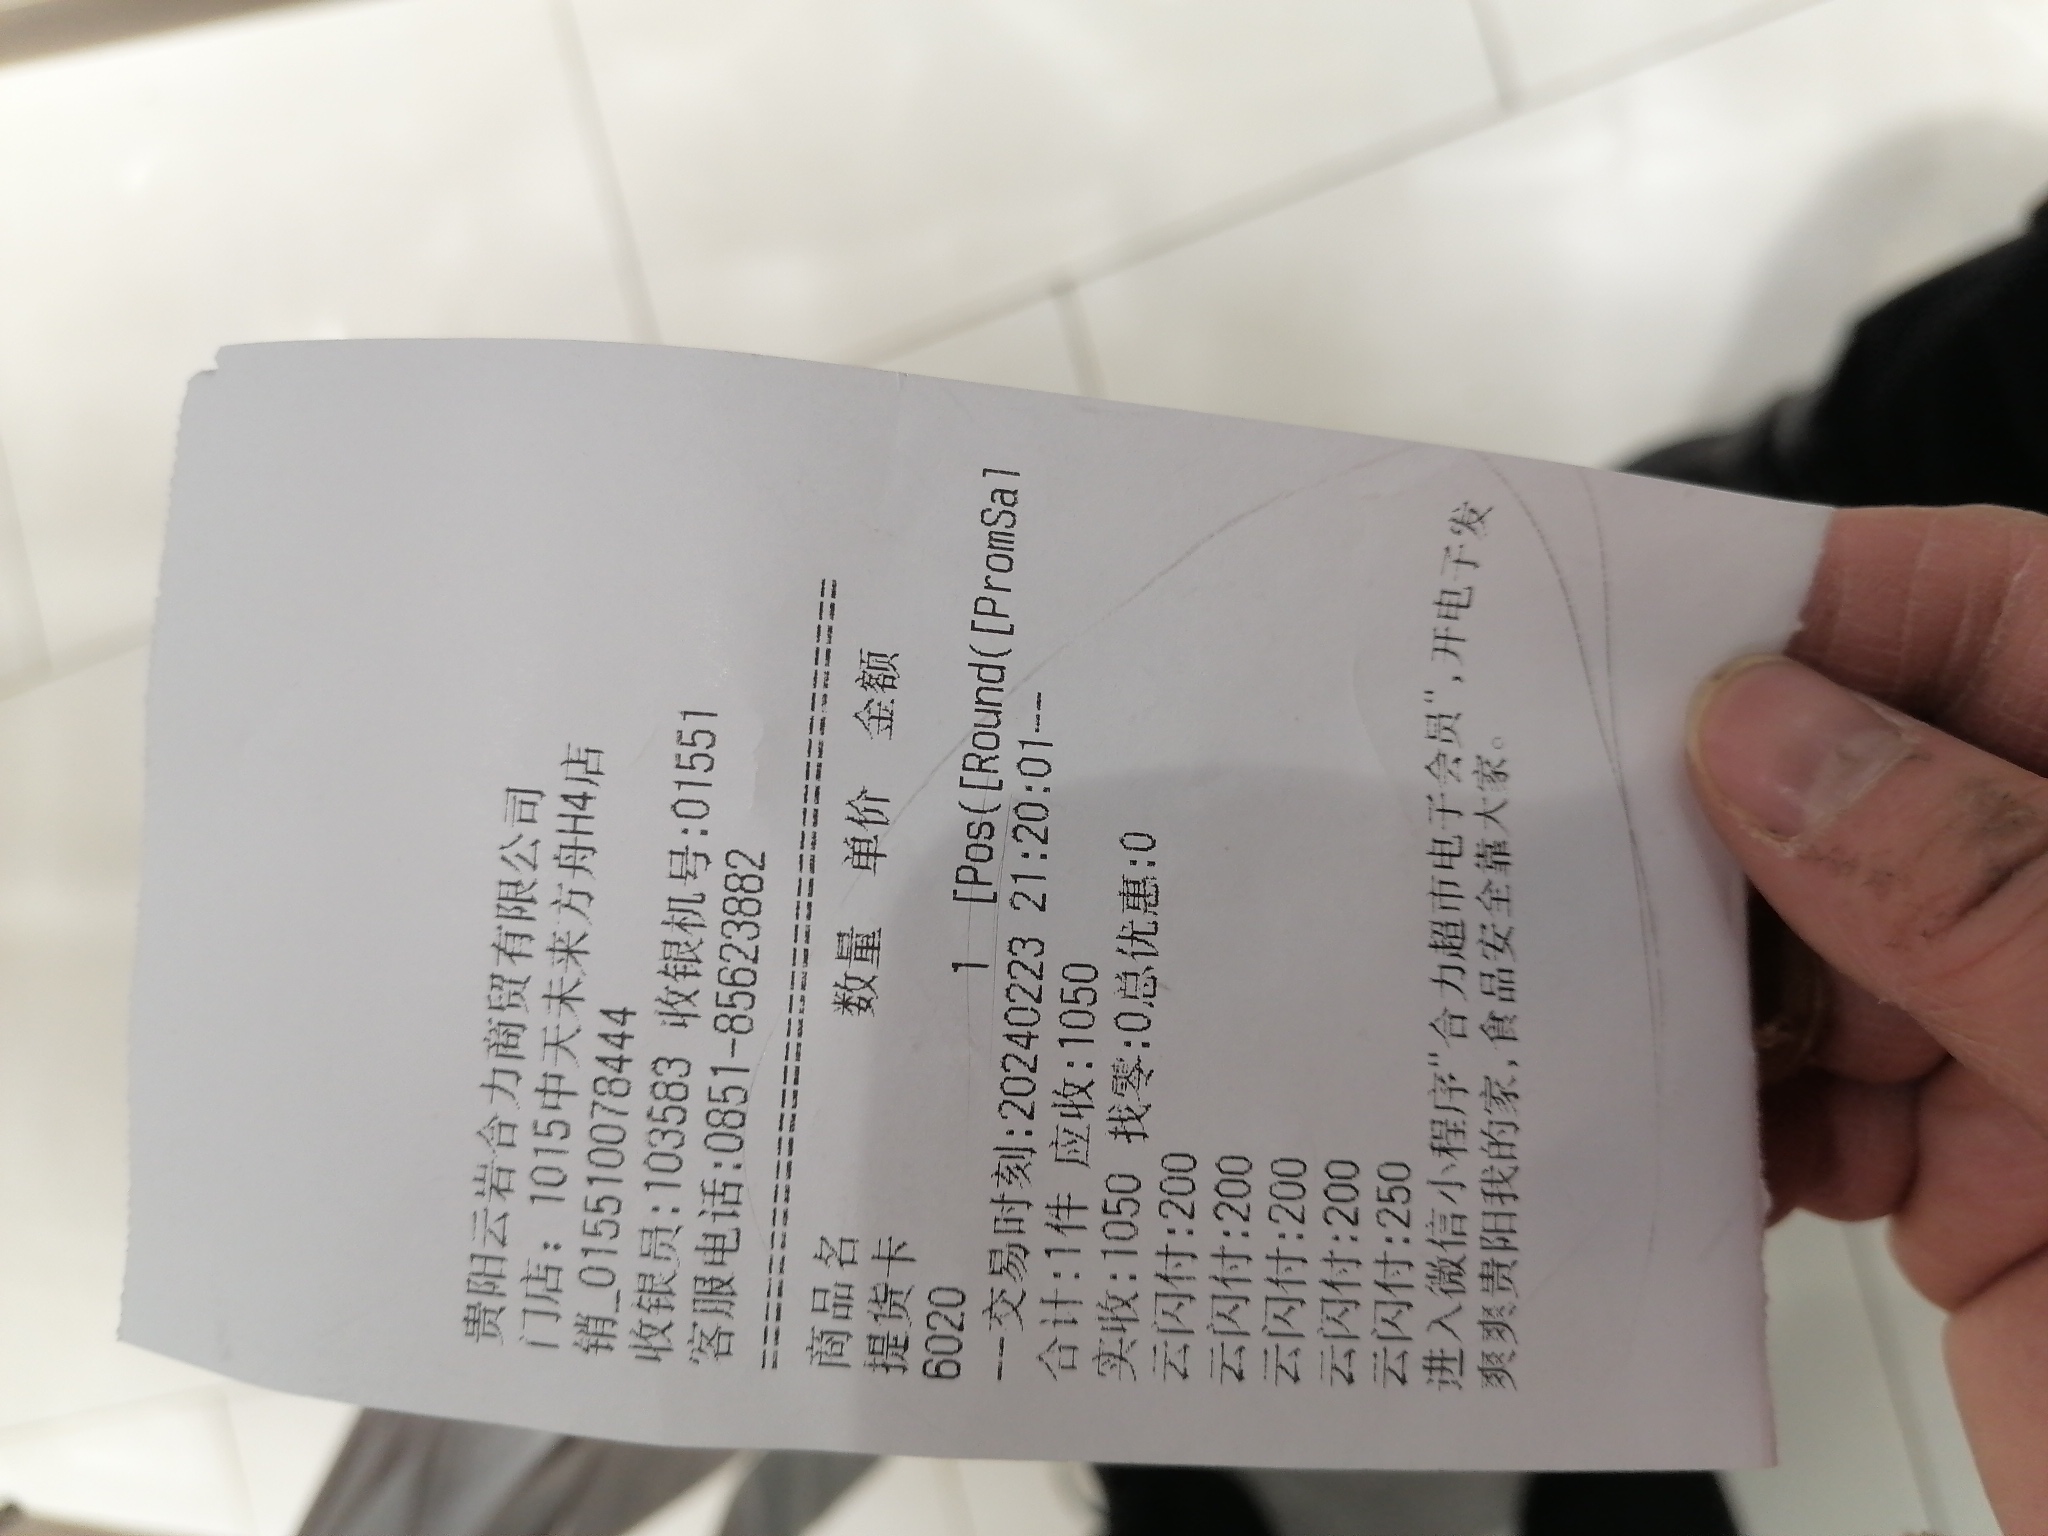 贵阳云岩合力商贸有限公司
门店: 1015中天未来方舟H4店
销_01551007​8444
收银员:103583 收银机号:01551
客服电话:0851-85623882
========================================
商品名 数量 单价 金额
提货卡
6020 1 [Pos([Round([PromSal
--交易时刻:20240223 21:20:01---
合计:1件 应收:1050
实收:1050 找零:0总优惠:0
云闪付:200
云闪付:200
云闪付:200
云闪付:200
云闪付:250
进入微信小程序"合力超市电子会员",开电子发
爽爽贵阳我的家,食品安全靠大家。